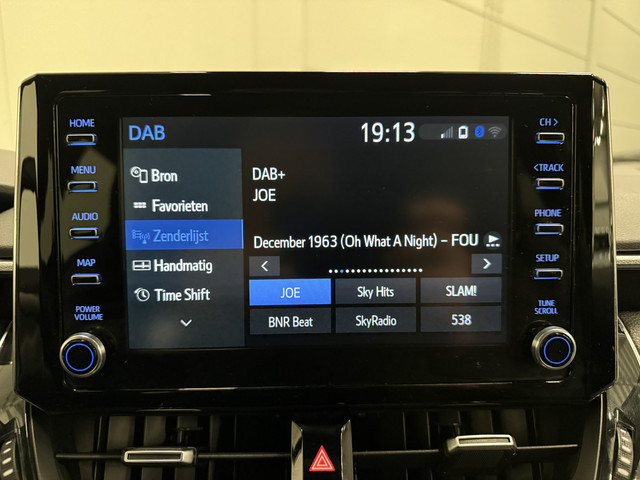 HOME
MENU
AUDIO
MAP
POWER
VOLUME
DAB
19:13
Bron
Favorieten
Zenderlijst
Handmatig
Time Shift
DAB+
JOE
December 1963 (Oh What A Night) – FOU
<
>
JOE
Sky Hits
SLAM!
BNR Beat
SkyRadio
538
CH >
< TRACK
PHONE
SETUP
TUNE
SCROLL